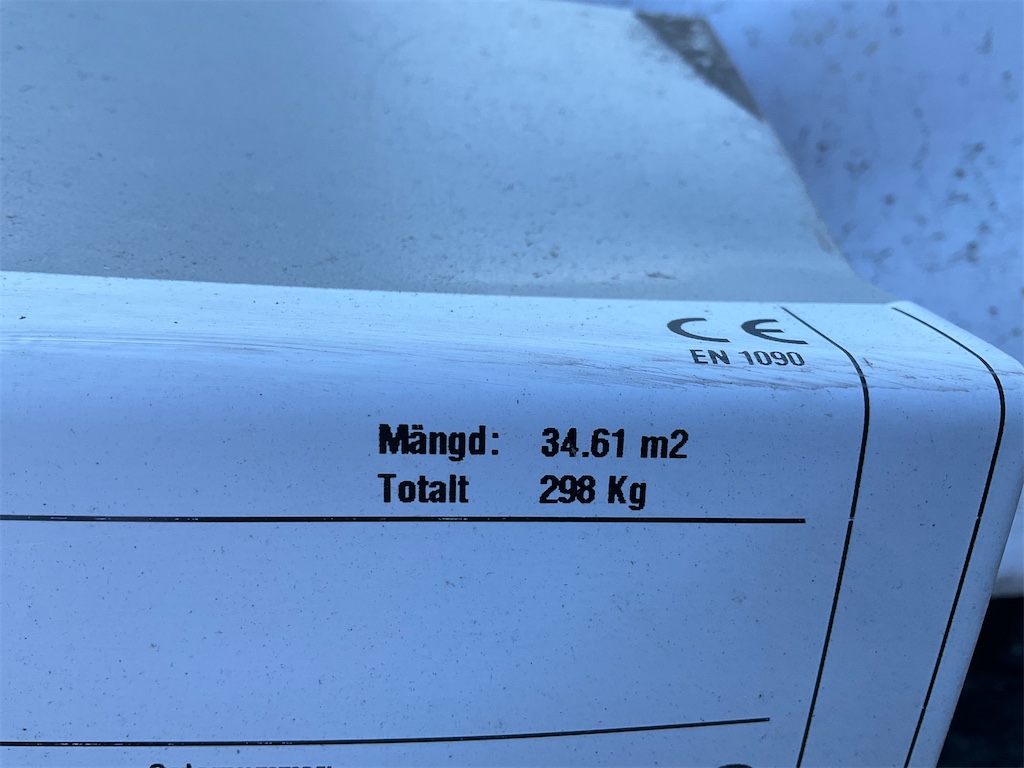 CE
EN 1090
Mängd: 34.61 m2
Totalt 298 Kg